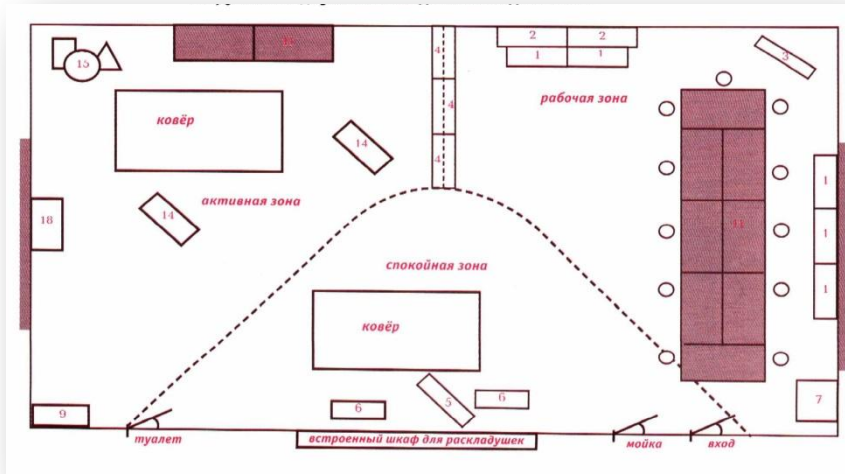 2 2
1 1
3
4
4
4
15
рабочая зона
ковёр
14
14
активная зона
18
1
1
1
11
спокойная зона
ковёр
6
5
6
7
9
туалет
встроенный шкаф для раскладушек
мойка
вход